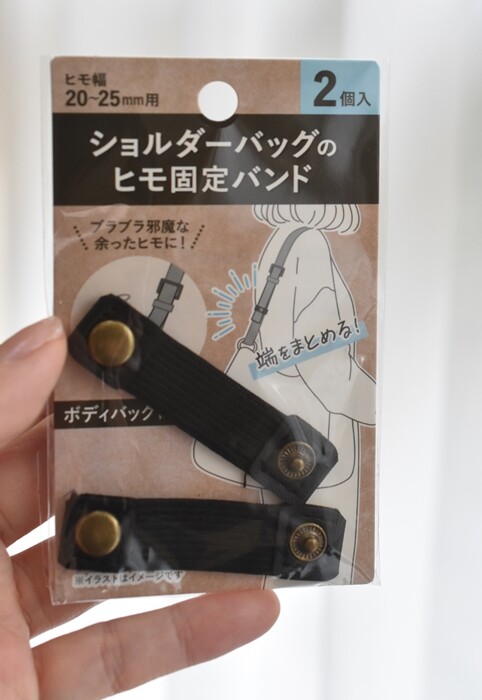 ヒモ幅
20~25mm用
2個入
ショルダーバッグの
ヒモ固定バンド
ブラブラ邪魔な
余ったヒモに!
端をまとめる!
ボディバッグ
※イラストはイメージです